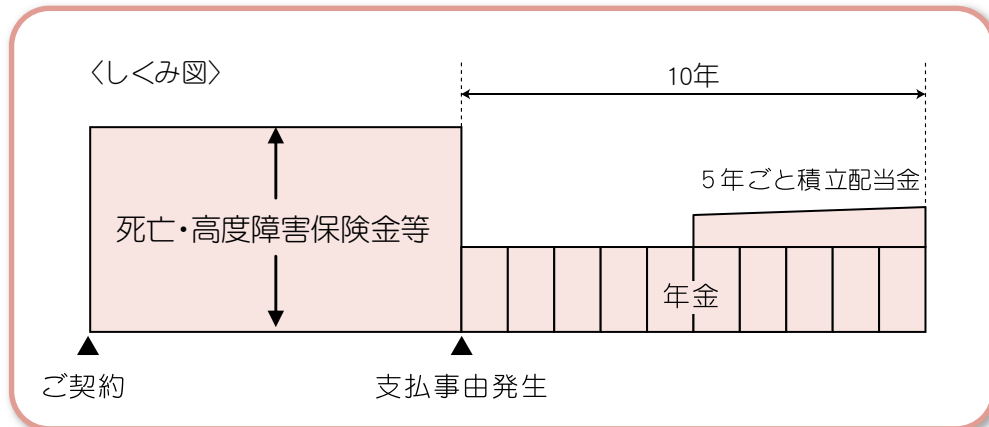 〈しくみ図〉
10年
5年ごと積立配当金
死亡・高度障害保険金等
年金
ご契約
支払事由発生